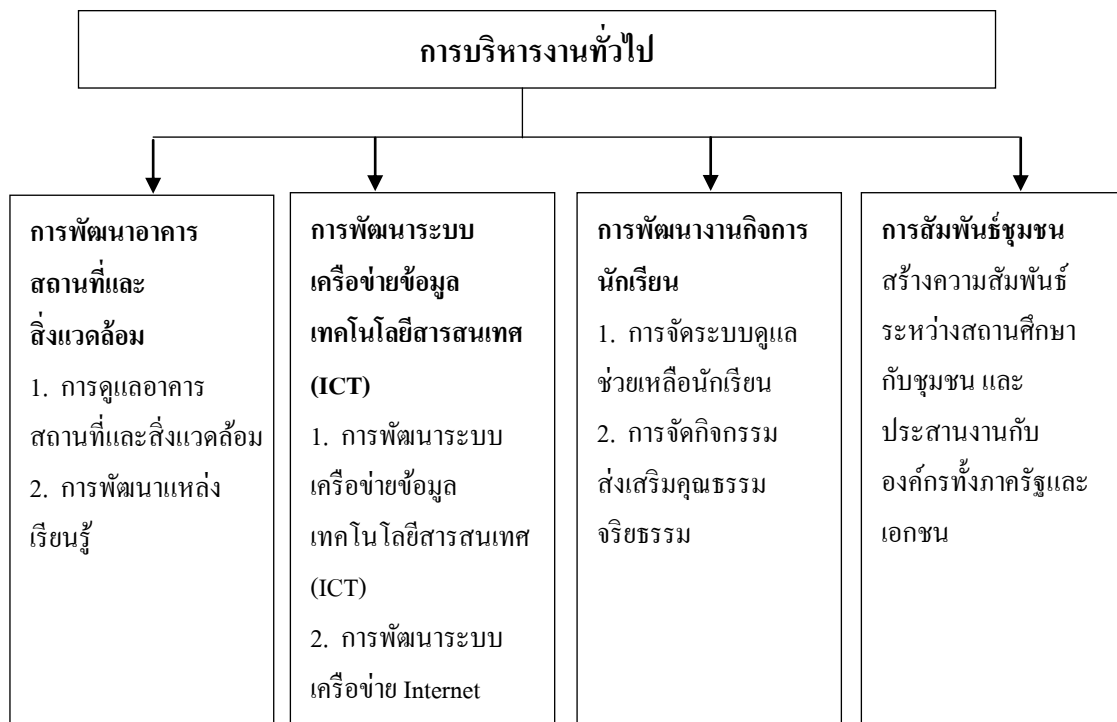 การบริหารงานทั่วไป
การพัฒนาอาคาร
สถานที่และ
สิ่งแวดล้อม
1. การดูแลอาคาร
สถานที่และสิ่งแวดล้อม
2. การพัฒนาแหล่ง
เรียนรู้
การพัฒนาระบบ
เครือข่ายข้อมูล
เทคโนโลยีสารสนเทศ
(ICT)
1. การพัฒนาระบบ
เครือข่ายข้อมูล
เทคโนโลยีสารสนเทศ
(ICT)
2. การพัฒนาระบบ
เครือข่าย Internet
การพัฒนางานกิจการ
นักเรียน
1. การจัดระบบดูแล
ช่วยเหลือนักเรียน
2. การจัดกิจกรรม
ส่งเสริมคุณธรรม
จริยธรรม
การสัมพันธ์ชุมชน
สร้างความสัมพันธ์
ระหว่างสถานศึกษา
กับชุมชน และ
ประสานงานกับ
องค์กรทั้งภาครัฐและ
เอกชน